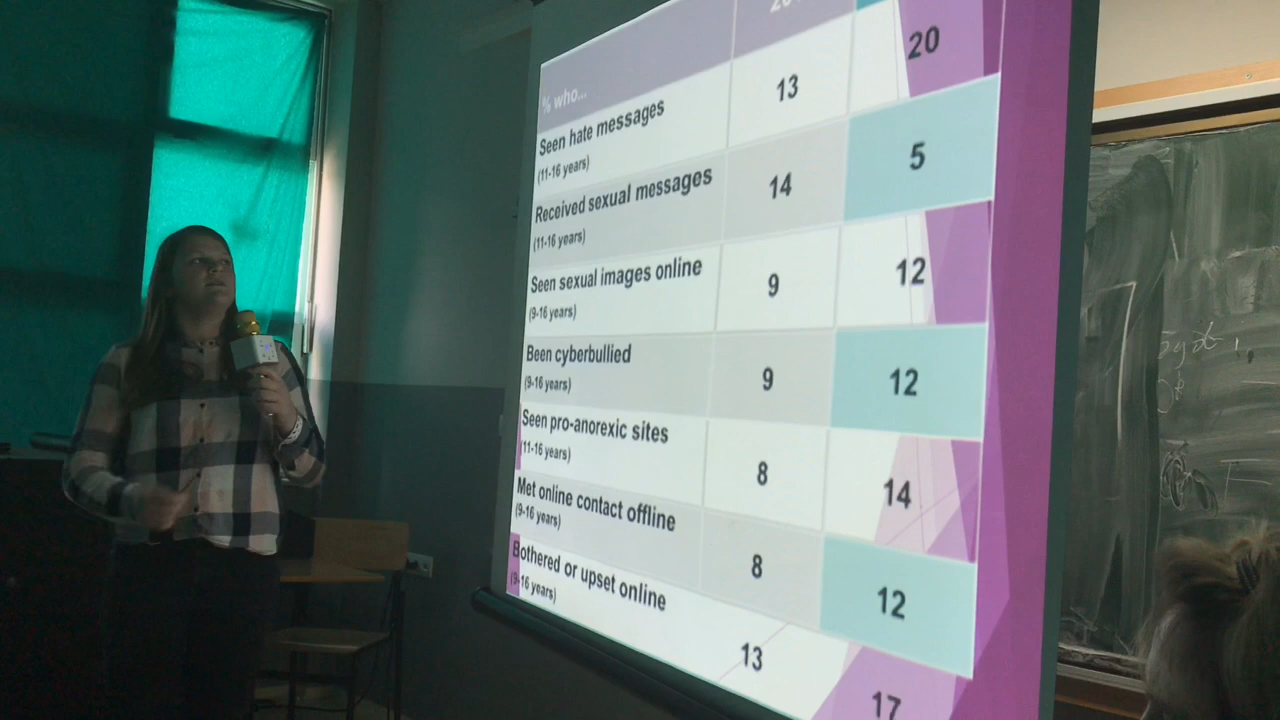 % who...
Seen hate messages 13 20
(11-16 years)
Received sexual messages 14 5
(11-16 years)
Seen sexual images online 9 12
(9-16 years)
Been cyberbullied 9 12
(9-16 years)
Seen pro-anorexic sites 8 14
(11-16 years)
Met online contact offline 8 12
(9-16 years)
Bothered or upset online 13 17
(9-16 years)